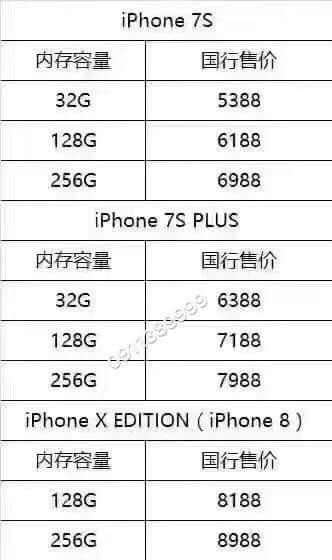 iPhone 7S
内存容量 国行售价
32G 5388
128G 6188
256G 6988
iPhone 7S PLUS
内存容量 国行售价
32G 6388
128G 7188
256G 7988
0911389999
iPhone X EDITION（iPhone 8）
内存容量 国行售价
128G 8188
256G 8988